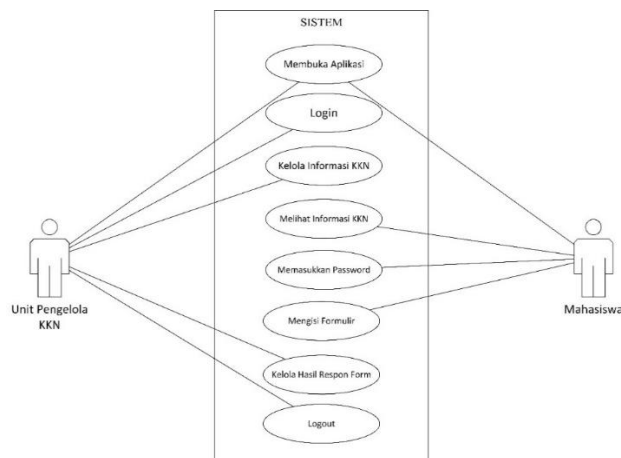 SISTEM
Membuka Aplikasi
Login
Kelola Informasi KKN
Melihat Informasi KKN
Memasukkan Password
Mengisi Formulir
Kelola Hasil Respon Form
Logout
Unit Pengelola
KKN
Mahasiswa